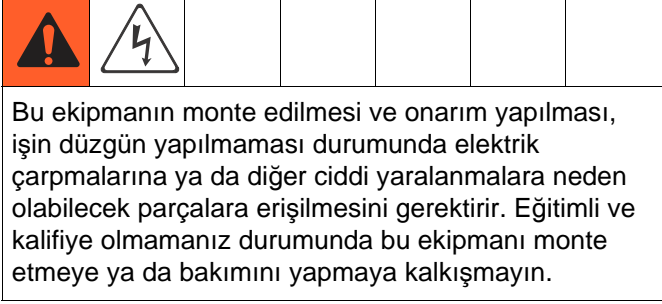 Bu ekipmanın monte edilmesi ve onarım yapılması,
işin düzgün yapılmaması durumunda elektrik
çarpmalarına ya da diğer ciddi yaralanmalara neden
olabilecek parçalara erişilmesini gerektirir. Eğitimli ve
kalifiye olmamanız durumunda bu ekipmanı monte
etmeye ya da bakımını yapmaya kalkışmayın.